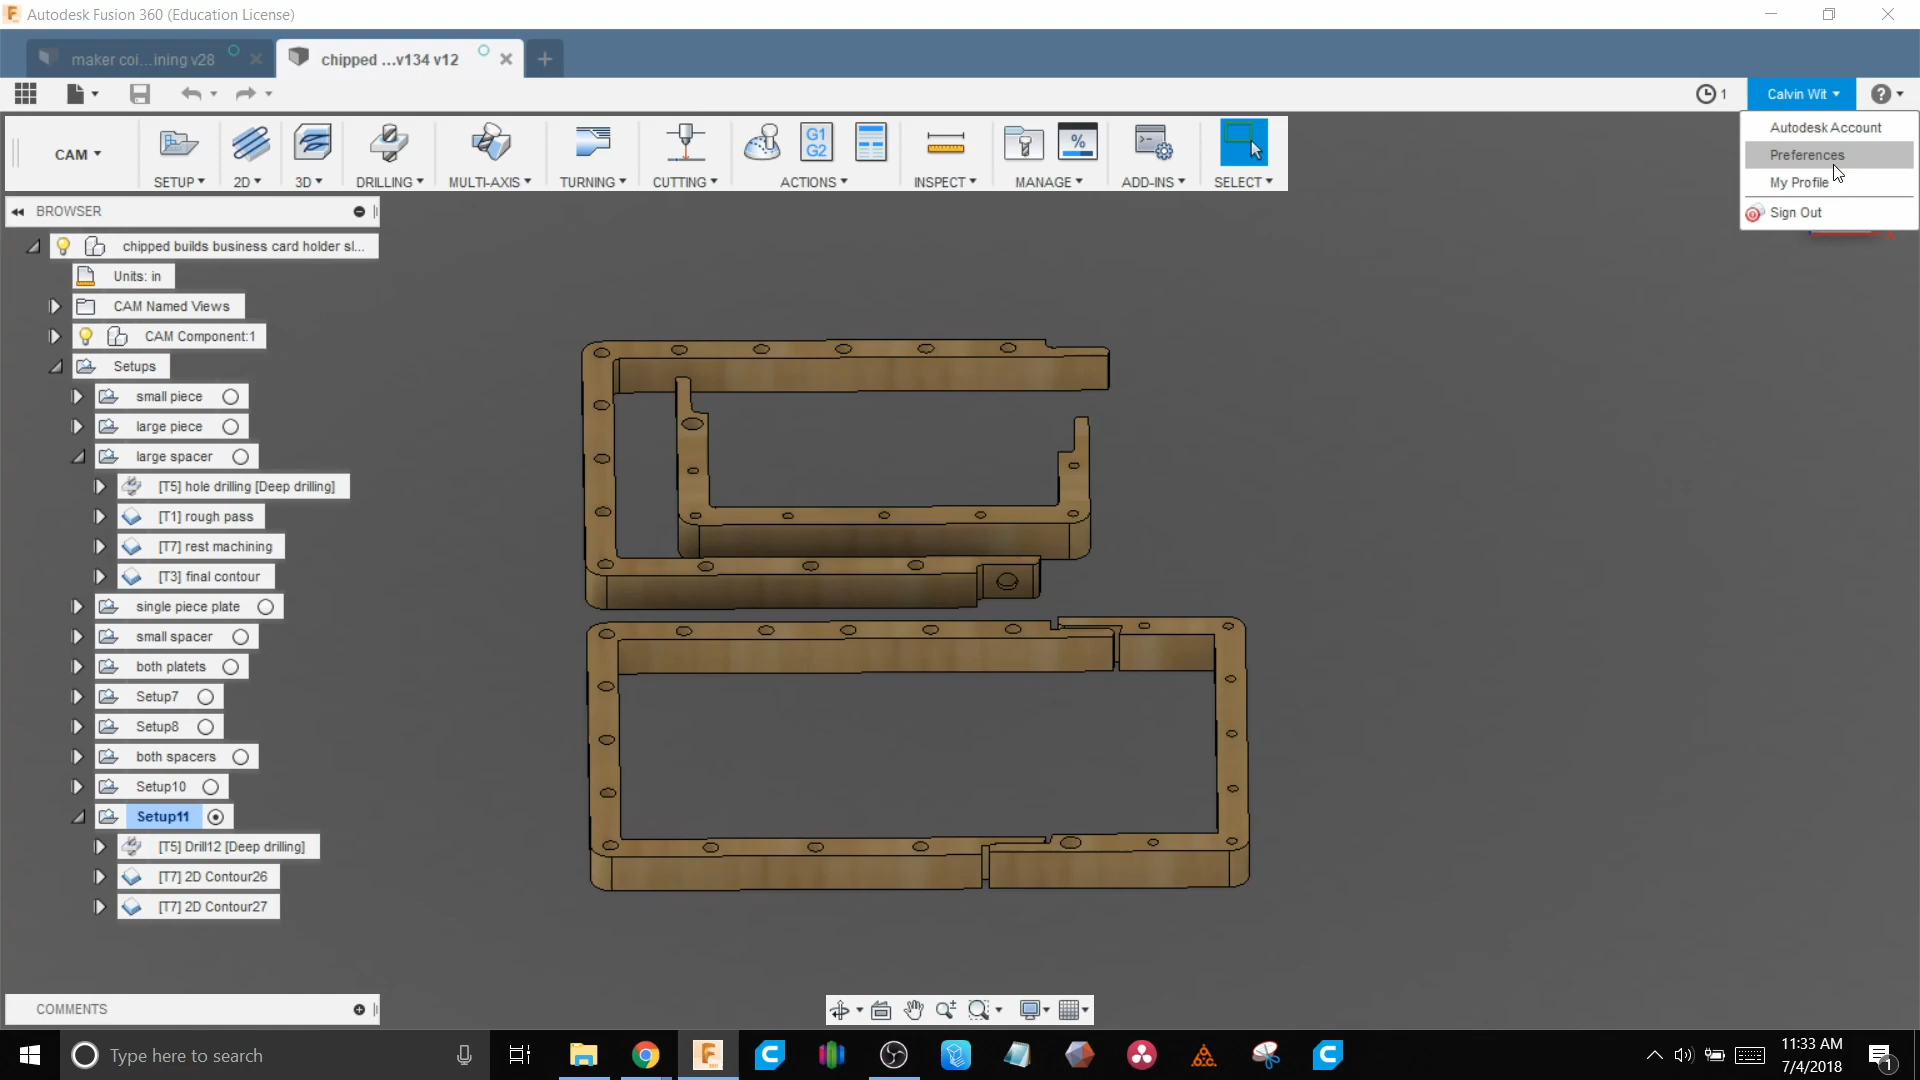 Autodesk Fusion 360 (Education License)
maker coi...ining v28
chipped ...v134 v12
1
Calvin Wit
Autodesk Account
Preferences
My Profile
Sign Out
CAM
SETUP
2D
3D
DRILLING
MULTI-AXIS
TURNING
CUTTING
G1
G2
ACTIONS
INSPECT
%
MANAGE
ADD-INS
SELECT
BROWSER
chipped builds business card holder sl...
Units: in
CAM Named Views
CAM Component:1
Setups
small piece
large piece
large spacer
[T5] hole drilling [Deep drilling]
[T1] rough pass
[T7] rest machining
[T3] final contour
single piece plate
small spacer
both platets
Setup7
Setup8
both spacers
Setup10
Setup11
[T5] Drill12 [Deep drilling]
[T7] 2D Contour26
[T7] 2D Contour27
COMMENTS
Type here to search
11:33 AM
7/4/2018
1